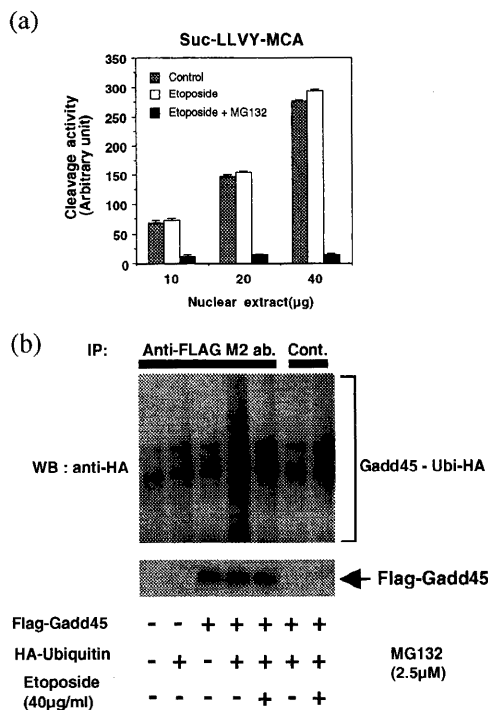 (a)
Suc-LLVY-MCA
Cleavage activity
(Arbitrary unit)
350
300
250
200
150
100
50
0
Control
Etoposide
Etoposide + MG132
10 20 40
Nuclear extract(µg)
(b)
IP: Anti-FLAG M2 ab. Cont.
WB : anti-HA
Gadd45 - Ubi-HA
Flag-Gadd45
Flag-Gadd45 - - + + + + +
HA-Ubiquitin - + - + + + +
MG132
(2.5µM)
Etoposide
(40µg/ml) - - - - + - +